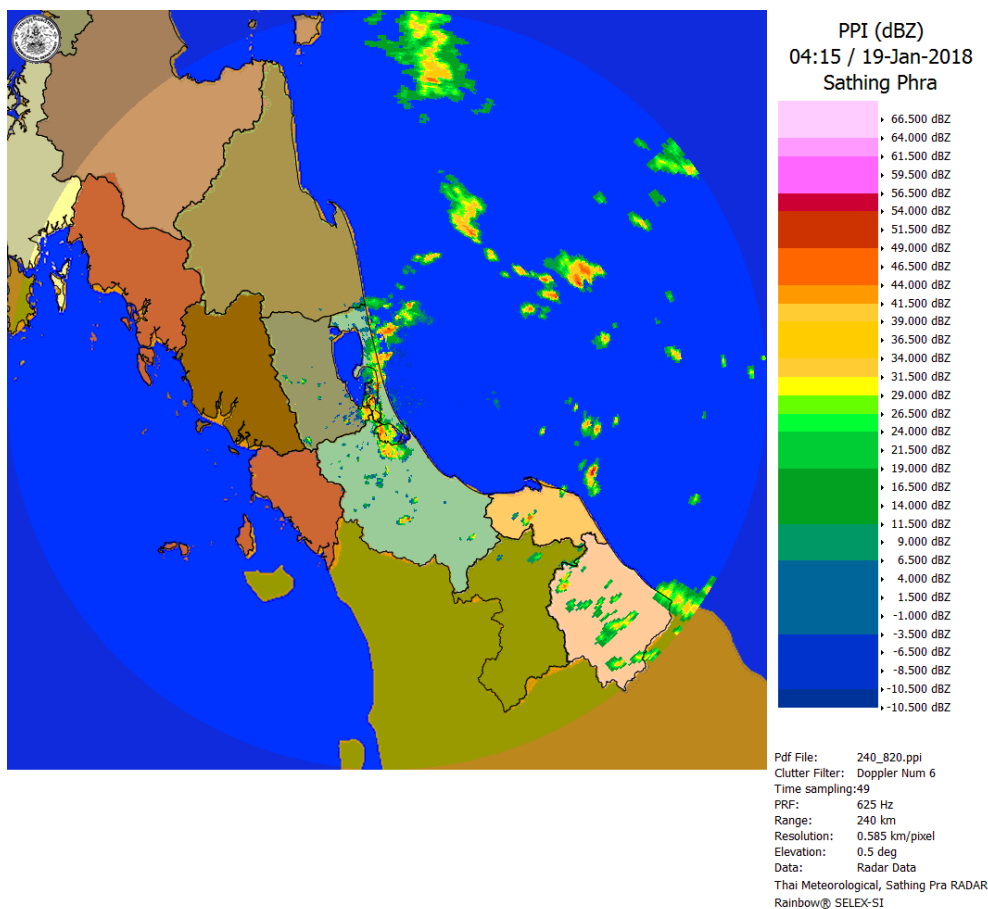 PPI (dBZ)
04:15 / 19-Jan-2018
Sathing Phra
66.500 dBZ
64.000 dBZ
61.500 dBZ
59.500 dBZ
56.500 dBZ
54.000 dBZ
51.500 dBZ
49.000 dBZ
46.500 dBZ
44.000 dBZ
41.500 dBZ
39.000 dBZ
36.500 dBZ
34.000 dBZ
31.500 dBZ
29.000 dBZ
26.500 dBZ
24.000 dBZ
21.500 dBZ
19.000 dBZ
16.500 dBZ
14.000 dBZ
11.500 dBZ
9.000 dBZ
6.500 dBZ
4.000 dBZ
1.500 dBZ
-1.000 dBZ
-3.500 dBZ
-6.500 dBZ
-8.500 dBZ
-10.500 dBZ
-10.500 dBZ
Pdf File: 240_820.ppi
Clutter Filter: Doppler Num 6
Time sampling:49
PRF: 625 Hz
Range: 240 km
Resolution: 0.585 km/pixel
Elevation: 0.5 deg
Data: Radar Data
Thai Meteorological, Sathing Pra RADAR
Rainbow® SELEX-SI